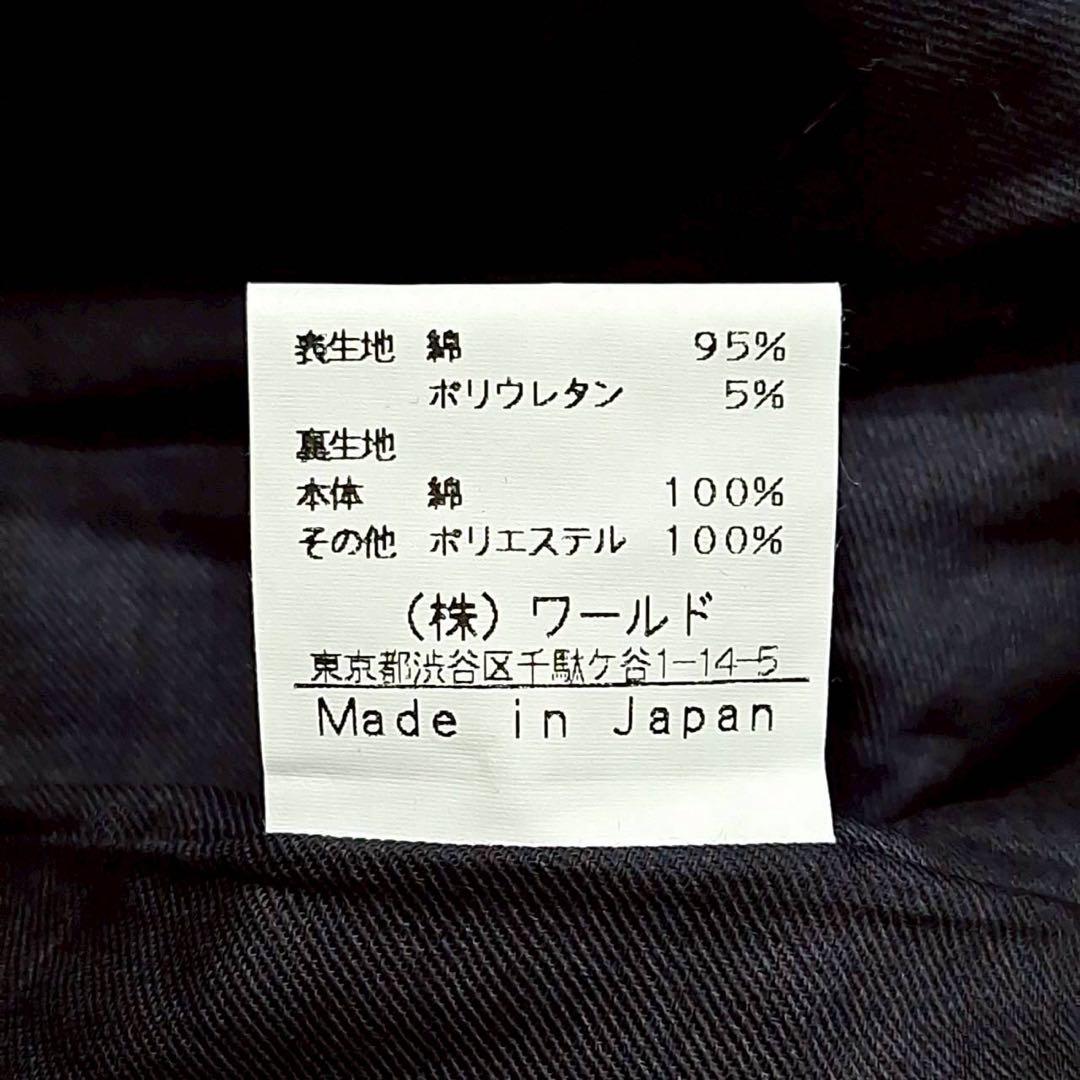 表生地 綿 95%
ポリウレタン 5%
裏生地
本体 綿 100%
その他 ポリエステル 100%
(株) ワールド
東京都渋谷区千駄ケ谷1-14-5
Made in Japan